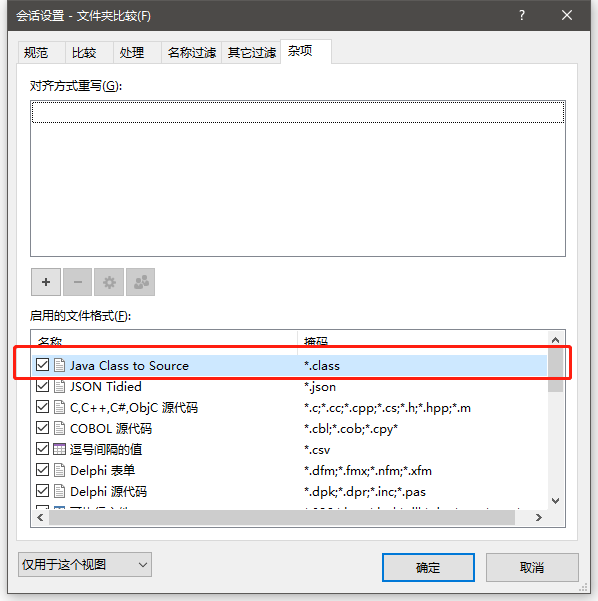 会话设置 - 文件夹比较(F)
规范 比较 处理 名称过滤 其它过滤 杂项
对齐方式重写(G):
启用的文件格式(F):
名称 掩码
Java Class to Source *.class
JSON Tidied *.json
C,C++,C#,ObjC 源代码 *.c;*.cc;*.cpp;*.cs;*.h;*.hpp;*.m
COBOL 源代码 *.cbl;*.cob;*.cpy*
逗号间隔的值 *.csv
Delphi 表单 *.dfm;*.fmx;*.nfm;*.xfm
Delphi 源代码 *.dpk;*.dpr;*.inc;*.pas
仅用于这个视图 确定 取消